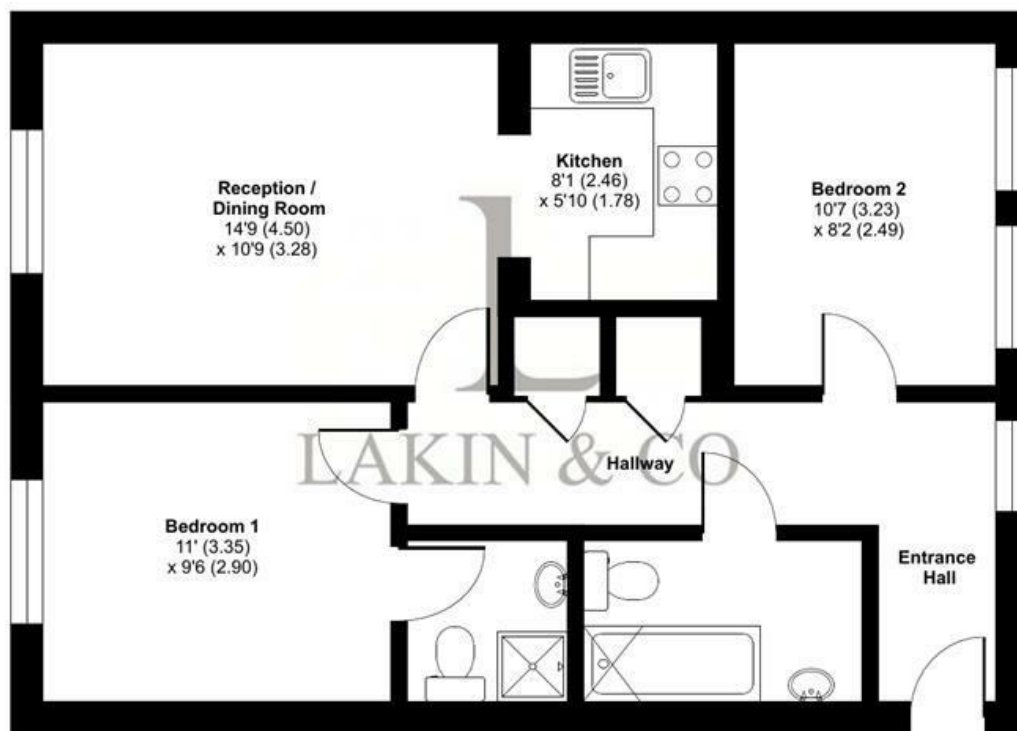 Reception /
Dining Room
14'9 (4.50)
x 10'9 (3.28)
Kitchen
8'1 (2.46)
x 5'10 (1.78)
Bedroom 2
10'7 (3.23)
x 8'2 (2.49)
L
LAKIN & CO
Hallway
Bedroom 1
11' (3.35)
x 9'6 (2.90)
Entrance
Hall